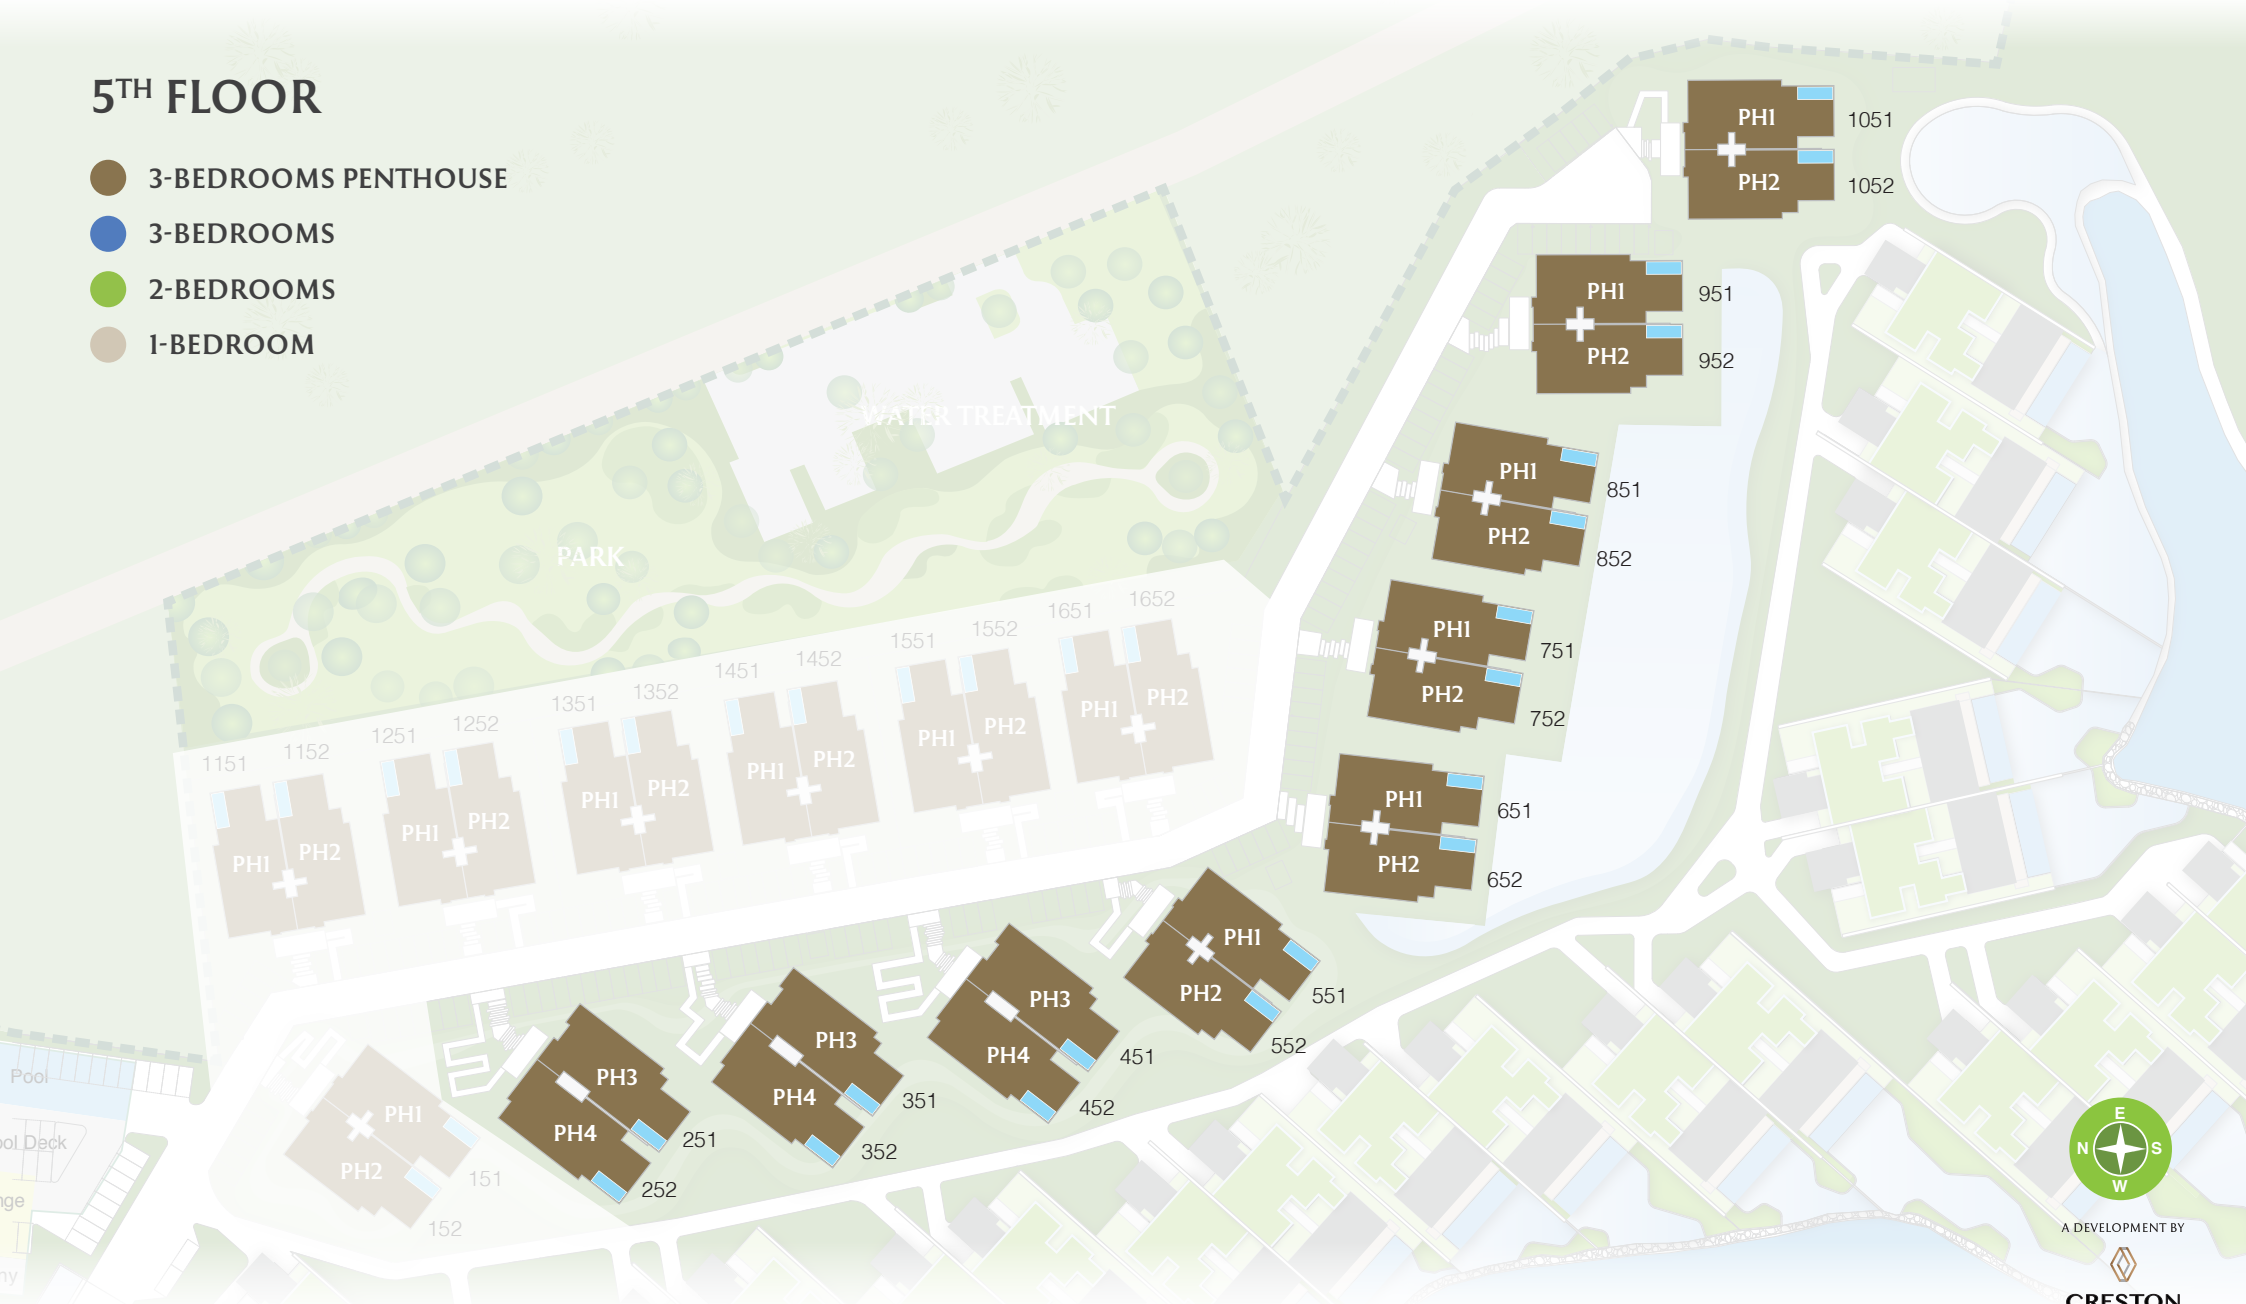 5TH FLOOR
3-BEDROOMS PENTHOUSE
3-BEDROOMS
2-BEDROOMS
1-BEDROOM
WATER TREATMENT
PARK
PH1 1051
PH2 1052
PH1 951
PH2 952
PH1 851
PH2 852
PH1 751
PH2 752
PH1 651
PH2 652
1651 1652
PH1 PH2
1551 1552
PH1 PH2
1451 1452
PH1 PH2
1351 1352
PH1 PH2
1251 1252
PH1 PH2
1151 1152
PH1 PH2
PH1 551
PH2 552
PH3 451
PH4 452
PH3 351
PH4 352
PH3 251
PH4 252
PH1 151
PH2 152
Pool
ool Deck
nge
ny
E
N S
W
A DEVELOPMENT BY
CRESTON